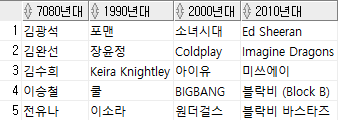 7080년대 1990년대 2000년대 2010년대
1 김광석 포맨 소녀시대 Ed Sheeran
2 김완선 장윤정 Coldplay Imagine Dragons
3 김수희 Keira Knightley 아이유 미쓰에이
4 이승철 쿨 BIGBANG 블락비 (Block B)
5 전유나 이소라 원더걸스 블락비 바스타즈